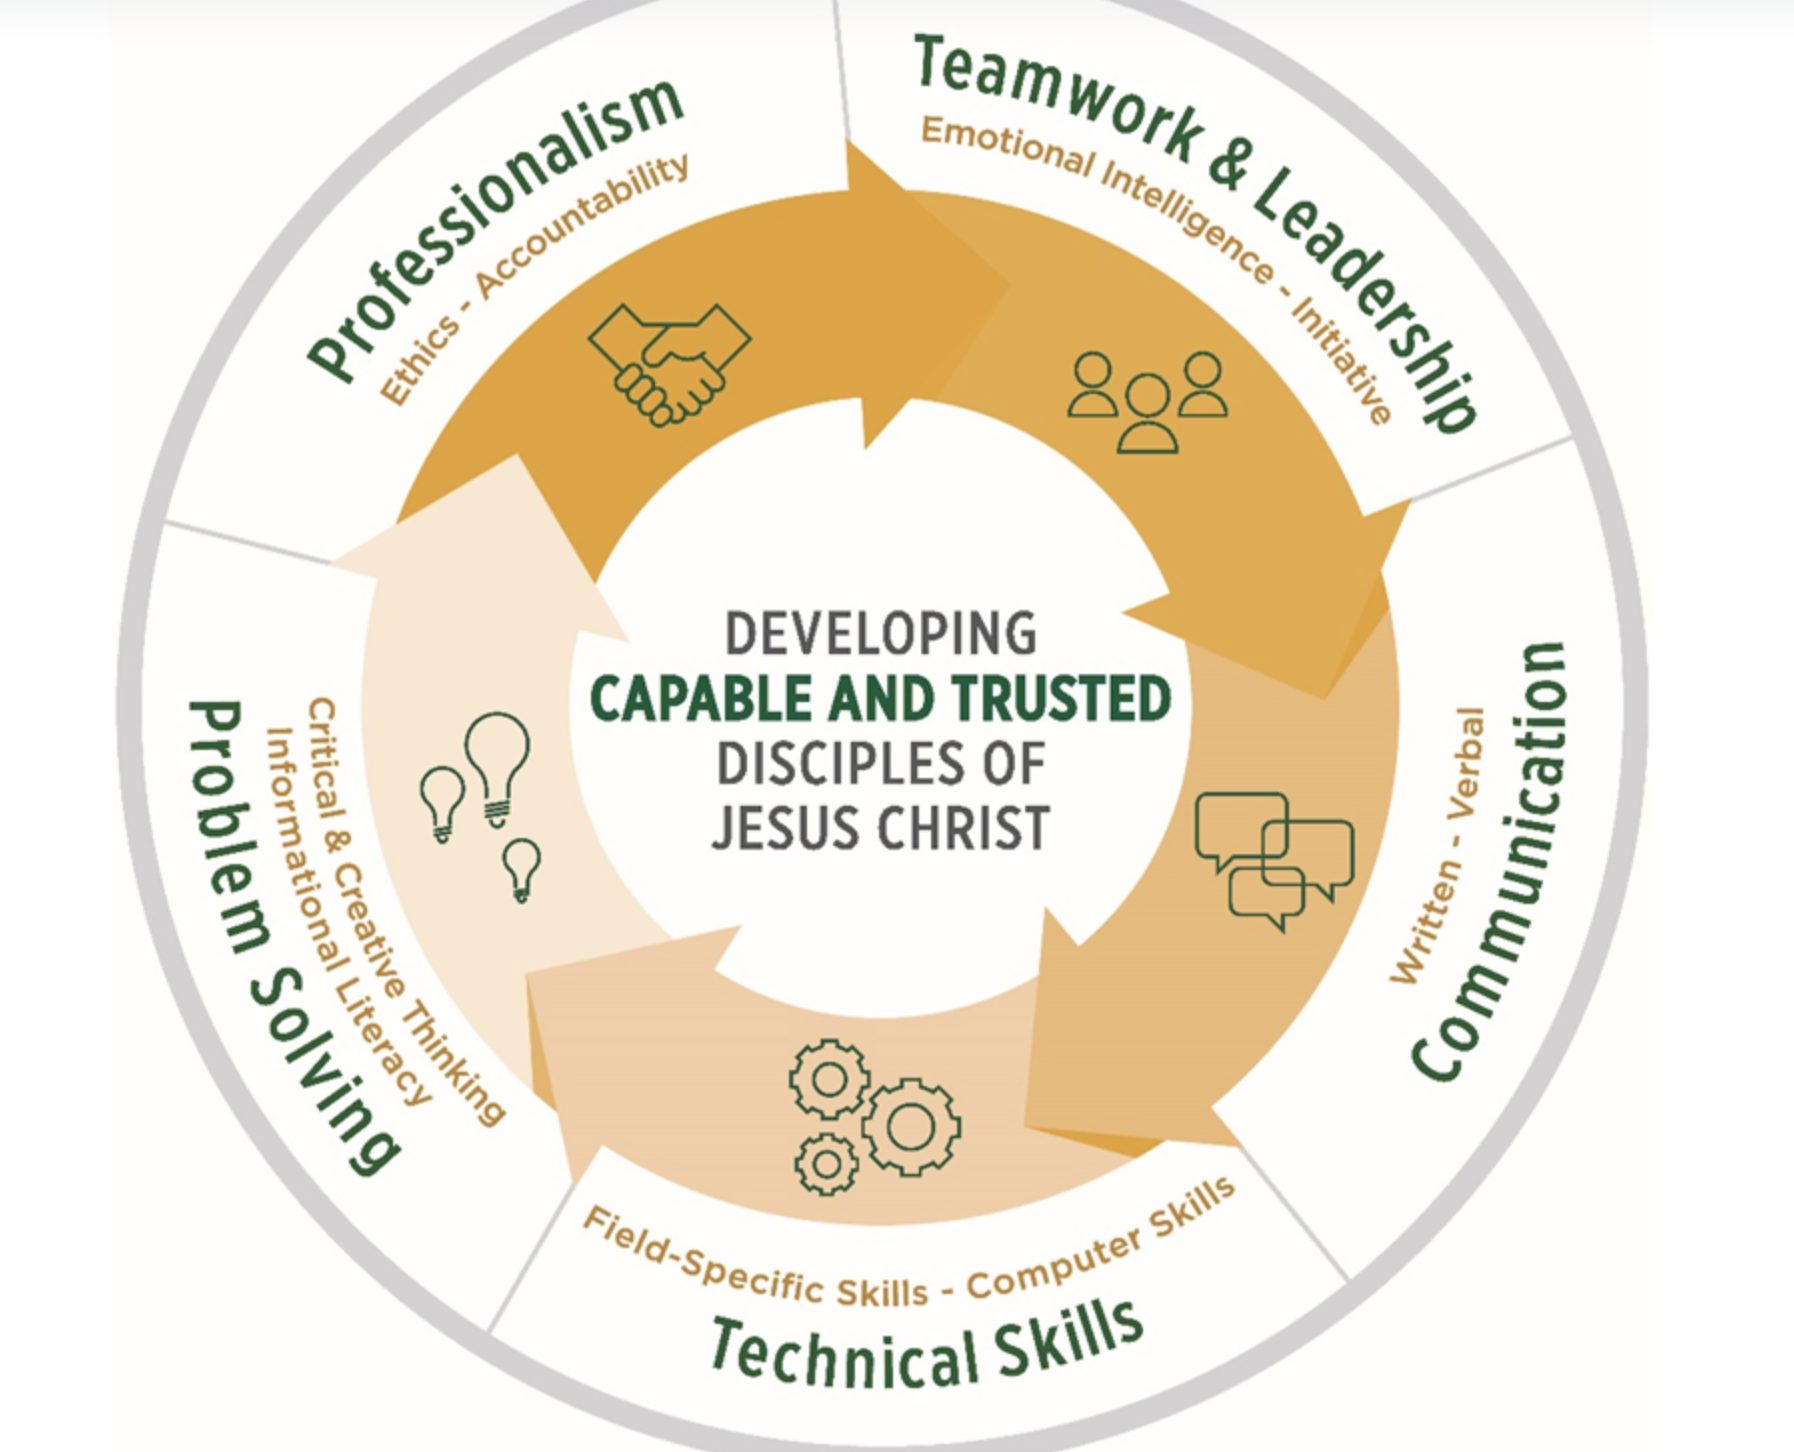 Professionalism
Ethics - Accountability
Teamwork & Leadership
Emotional Intelligence - Initiative
Communication
Written - Verbal
Technical Skills
Field-Specific Skills - Computer Skills
Problem Solving
Critical & Creative Thinking
Informational Literacy
DEVELOPING
CAPABLE AND TRUSTED
DISCIPLES OF
JESUS CHRIST